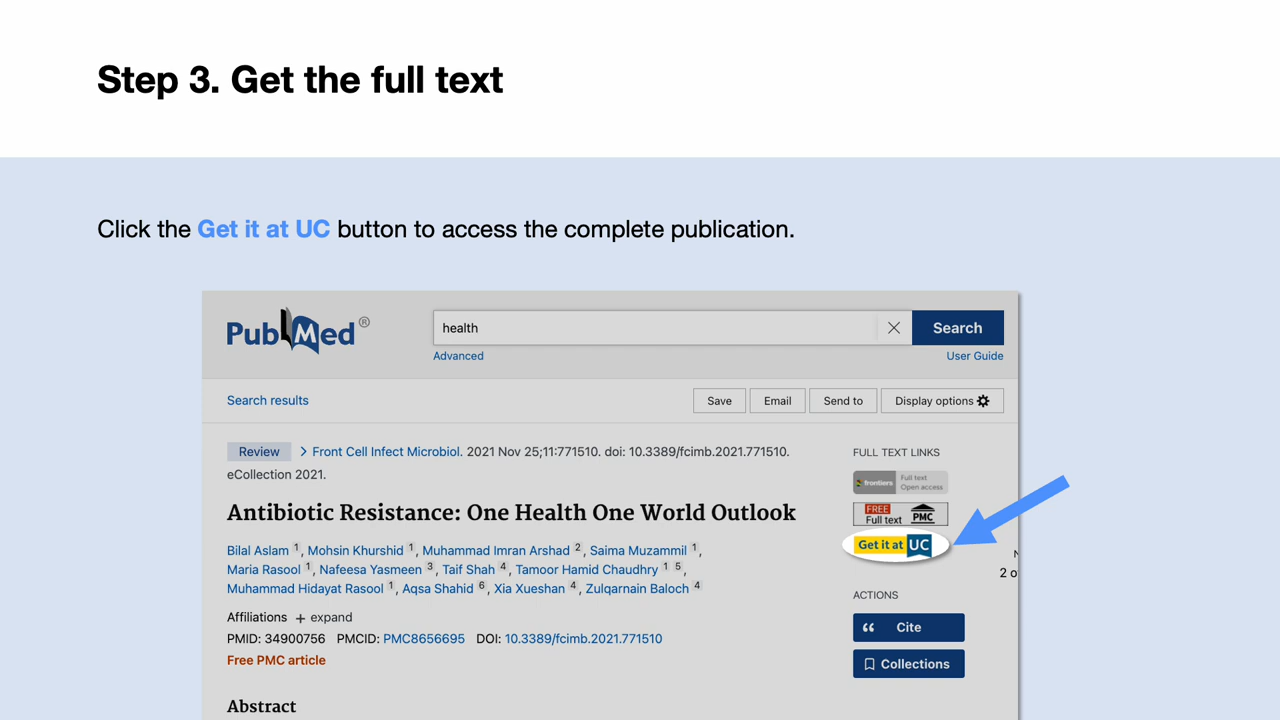 Step 3. Get the full text
Click the Get it at UC button to access the complete publication.
PubMed®
health
Search
Advanced
User Guide
Search results
Save
Email
Send to
Display options
Review
Front Cell Infect Microbiol. 2021 Nov 25;11:771510. doi: 10.3389/fcimb.2021.771510.
eCollection 2021.
Antibiotic Resistance: One Health One World Outlook
Bilal Aslam 1, Mohsin Khurshid 1, Muhammad Imran Arshad 2, Saima Muzammil 1,
Maria Rasool 1, Nafeesa Yasmeen 3, Taif Shah 4, Tamoor Hamid Chaudhry 1 5,
Muhammad Hidayat Rasool 1, Aqsa Shahid 6, Xia Xueshan 4, Zulqarnain Baloch 4
Affiliations + expand
PMID: 34900756 PMCID: PMC8656695 DOI: 10.3389/fcimb.2021.771510
Free PMC article
Abstract
FULL TEXT LINKS
frontiers
Full text
Open access
FREE
Full text
PMC
Get it at UC
2 o
ACTIONS
Cite
Collections